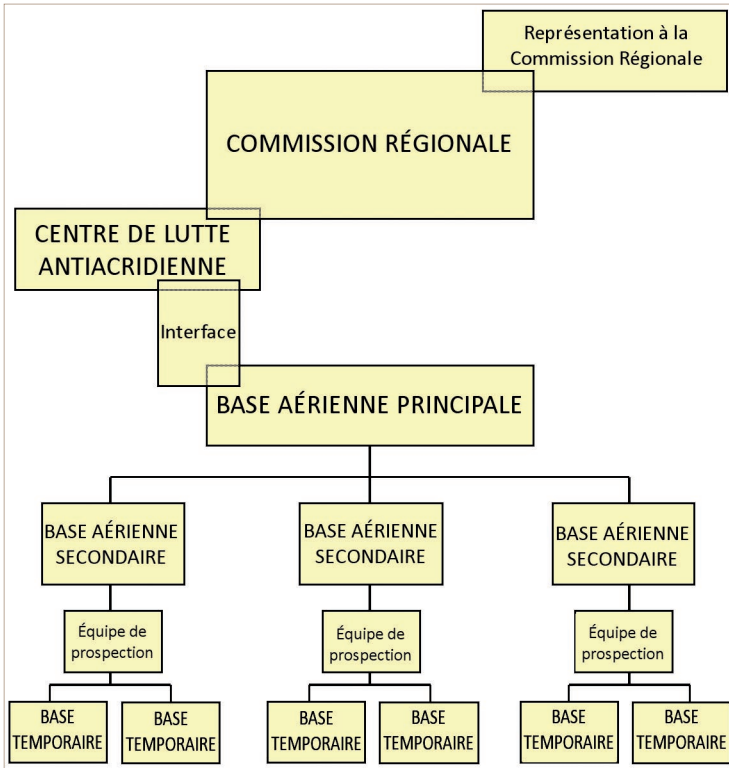 Représentation à la
Commission Régionale
COMMISSION RÉGIONALE
CENTRE DE LUTTE
ANTIACRIDIENNE
Interface
BASE AÉRIENNE PRINCIPALE
BASE AÉRIENNE
SECONDAIRE
BASE AÉRIENNE
SECONDAIRE
BASE AÉRIENNE
SECONDAIRE
Équipe de
prospection
Équipe de
prospection
Équipe de
prospection
BASE
TEMPORAIRE
BASE
TEMPORAIRE
BASE
TEMPORAIRE
BASE
TEMPORAIRE
BASE
TEMPORAIRE
BASE
TEMPORAIRE